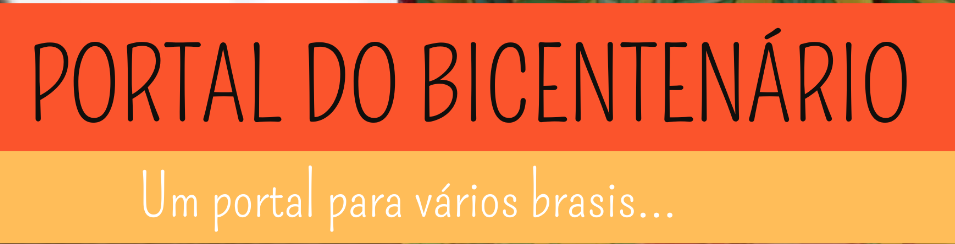 PORTAL DO BICENTENÁRIO
Um portal para vários brasis...